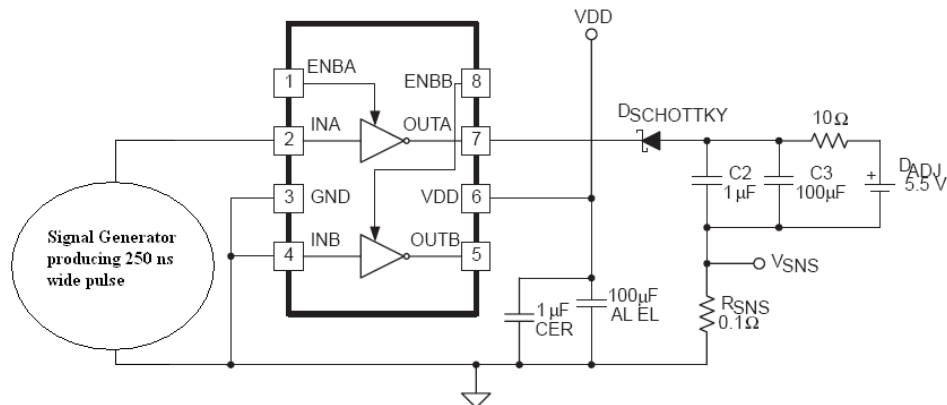 VDD
1
ENBA
ENBB
8
DSCHOTTKY
2
INA
OUTA
7
10Ω
3
GND
VDD
6
C2
1 µF
C3
100µF
+
DADJ
5.5 V
Signal Generator
producing 250 ns
wide pulse
4
INB
OUTB
5
VSNS
1 µF
CER
100µF
AL EL
RSNS
0.1Ω